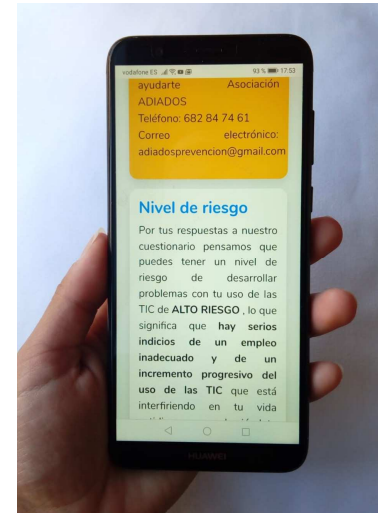 vodafone ES 93 % 17:53
ayudarte Asociación
ADIADOS
Teléfono: 682 84 74 61
Correo electrónico:
adiadosprevencion@gmail.com
Nivel de riesgo
Por tus respuestas a nuestro
cuestionario pensamos que
puedes tener un nivel de
riesgo de desarrollar
problemas con tu uso de las
TIC de ALTO RIESGO , lo que
significa que hay serios
indicios de un empleo
inadecuado y de un
incremento progresivo del
uso de las TIC que está
interfiriendo en tu vida
HUAWEI